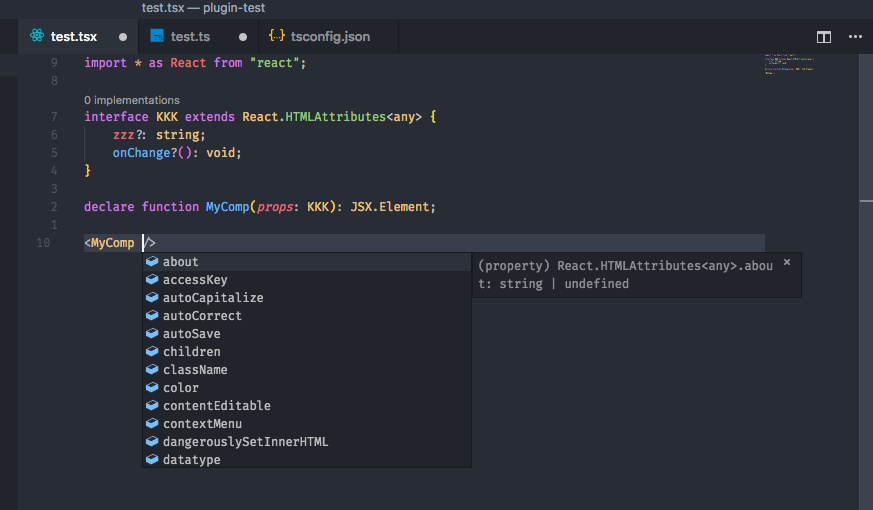 test.tsx — plugin-test
test.tsx
test.ts
{..} tsconfig.json
9 import * as React from "react";
8
0 implementations
7 interface KKK extends React.HTMLAttributes<any> {
6 zzz?: string;
5 onChange?(): void;
4 }
3
2 declare function MyComp(props: KKK): JSX.Element;
1
10 <MyComp />
about
(property) React.HTMLAttributes<any>.abou
t: string | undefined
accessKey
autoCapitalize
autoCorrect
autoSave
children
className
color
contentEditable
contextMenu
dangerouslySetInnerHTML
datatype